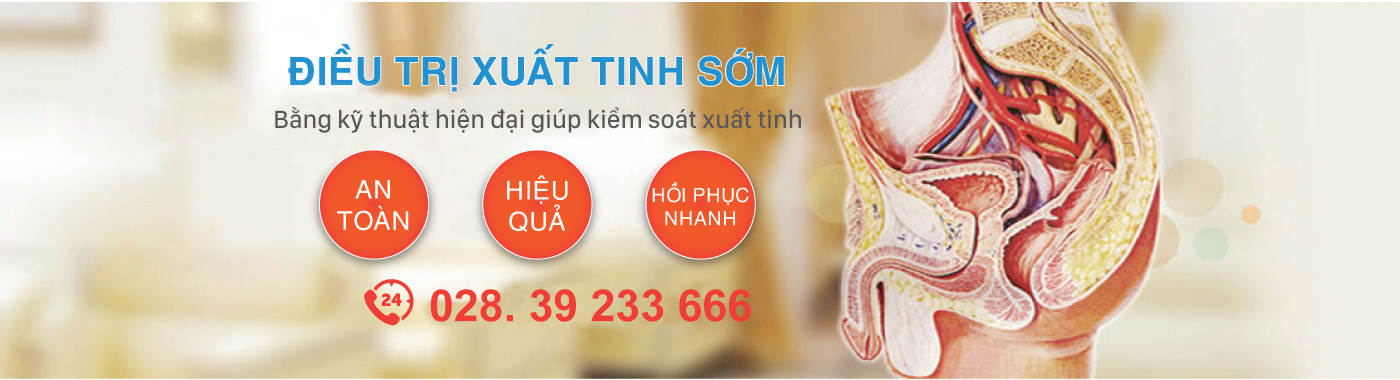 ĐIỀU TRỊ XUẤT TINH SỚM
Bằng kỹ thuật hiện đại giúp kiểm soát xuất tinh
AN
TOÀN
HIỆU
QUẢ
HỒI PHỤC
NHANH
24
028. 39 233 666